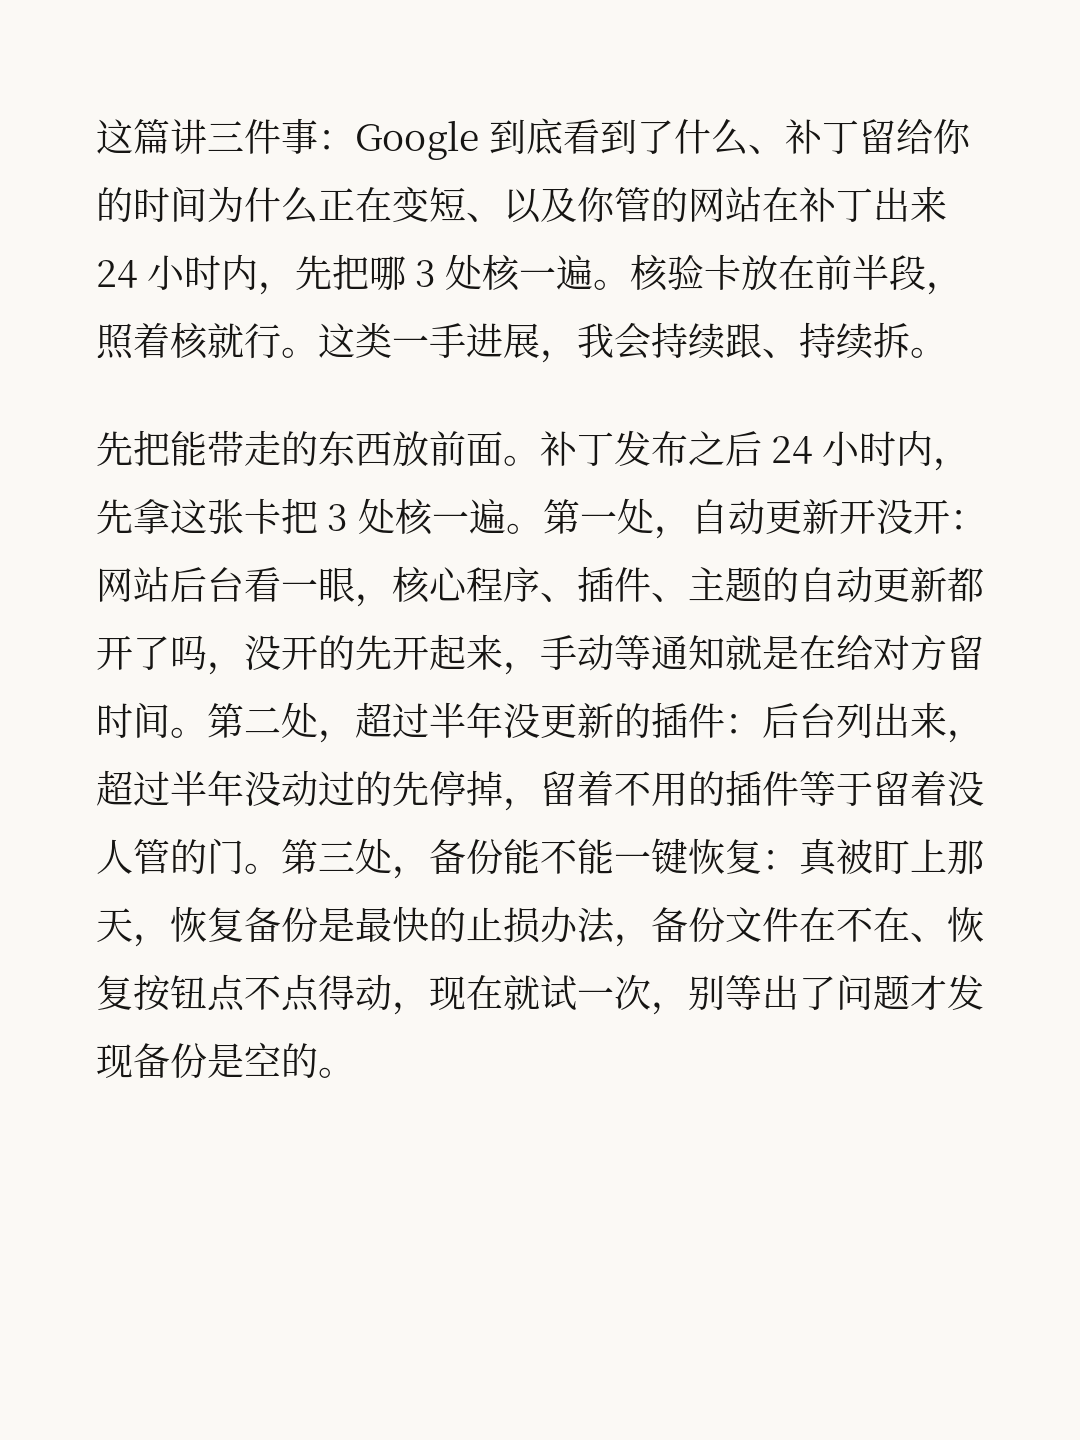 这篇讲三件事：Google 到底看到了什么、补丁留给你
的时间为什么正在变短、以及你管的网站在补丁出来
24 小时内，先把哪 3 处核一遍。核验卡放在前半段，
照着核就行。这类一手进展，我会持续跟、持续拆。
先把能带走的东西放前面。补丁发布之后 24 小时内，
先拿这张卡把 3 处核一遍。第一处，自动更新开没开：
网站后台看一眼，核心程序、插件、主题的自动更新都
开了吗，没开的先开起来，手动等通知就是在给对方留
时间。第二处，超过半年没更新的插件：后台列出来，
超过半年没动过的先停掉，留着不用的插件等于留着没
人管的门。第三处，备份能不能一键恢复：真被盯上那
天，恢复备份是最快的止损办法，备份文件在不在、恢
复按钮点不点得动，现在就试一次，别等出了问题才发
现备份是空的。